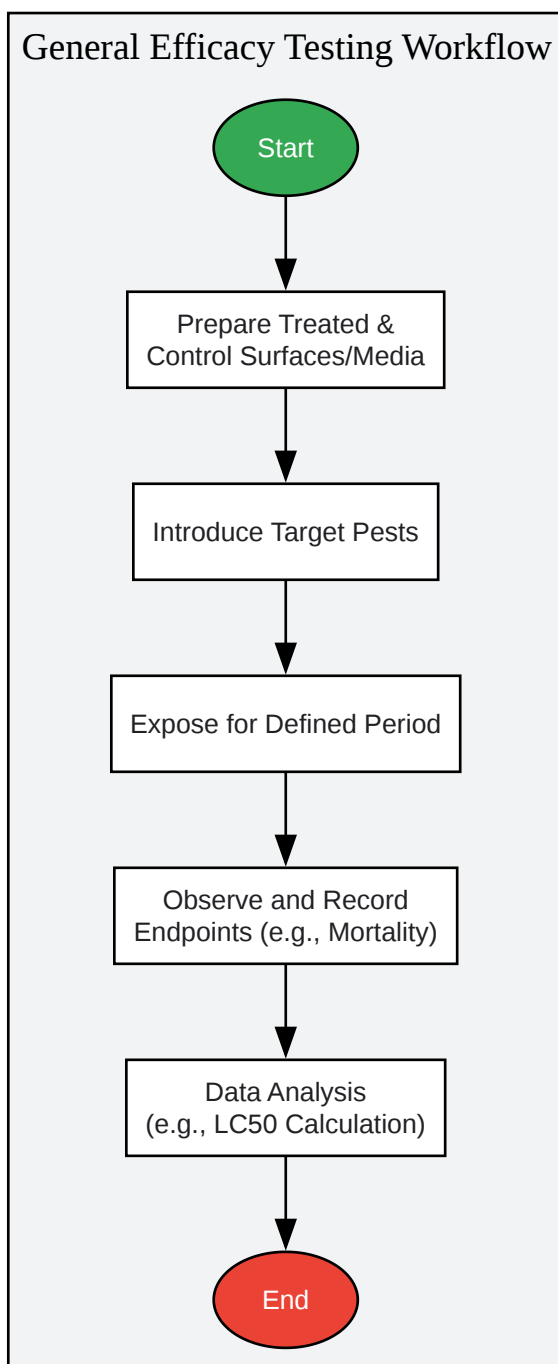 General Efficacy Testing Workflow
Start
Prepare Treated &
Control Surfaces/Media
Introduce Target Pests
Expose for Defined Period
Observe and Record
Endpoints (e.g., Mortality)
Data Analysis
(e.g., LC50 Calculation)
End